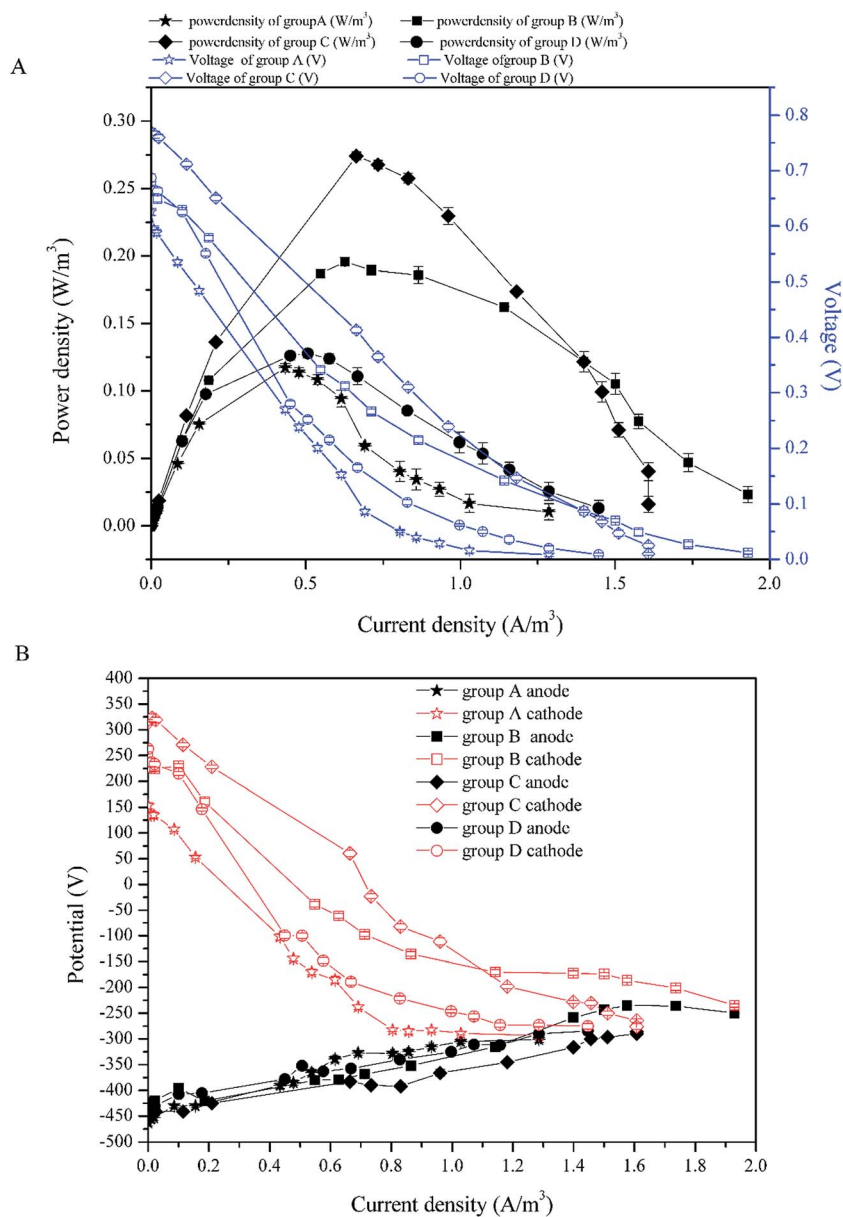 powerdensity of groupA (W/m³) powerdensity of group B (W/m³)
powerdensity of group C (W/m³) powerdensity of group D (W/m³)
Voltage of group A (V) Voltage ofgroup B (V)
Voltage of group C (V) Voltage of group D (V)
A
0.30
0.25
0.20
0.15
0.10
0.05
0.00
Power density (W/m³)
0.8
0.7
0.6
0.5
0.4
0.3
0.2
0.1
0.0
Voltage (V)
0.0 0.5 1.0 1.5 2.0
Current density (A/m³)
B
400
350
300
250
200
150
100
50
0
-50
-100
-150
-200
-250
-300
-350
-400
-450
-500
Potential (V)
group A anode
group A cathode
group B anode
group B cathode
group C anode
group C cathode
group D anode
group D cathode
0.0 0.2 0.4 0.6 0.8 1.0 1.2 1.4 1.6 1.8 2.0
Current density (A/m³)